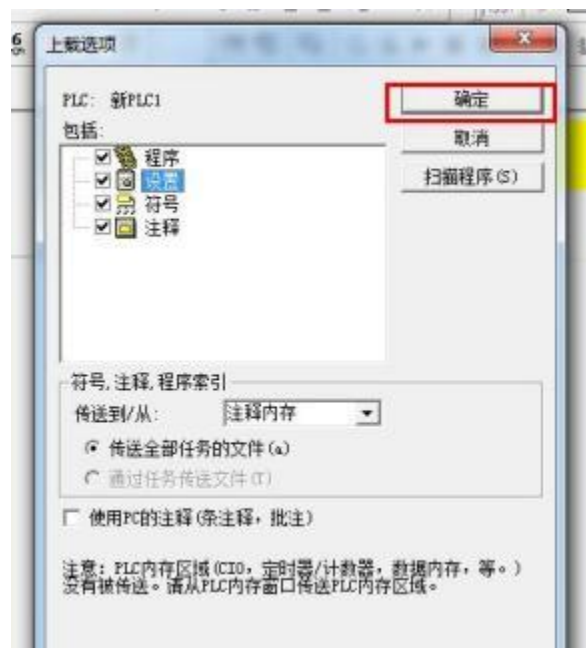 上载选项
PLC: 新PLC1
确定
包括:
取消
程序
扫描程序(S)
设置
符号
注释
符号,注释,程序索引
传送到/从:
注释内存
传送全部任务的文件(a)
通过任务传送文件(T)
使用PC的注释(条注释，批注)
注意：PLC内存区域(CIO，定时器/计数器，数据内存，等。)
没有被传送。请从PLC内存窗口传送PLC内存区域。